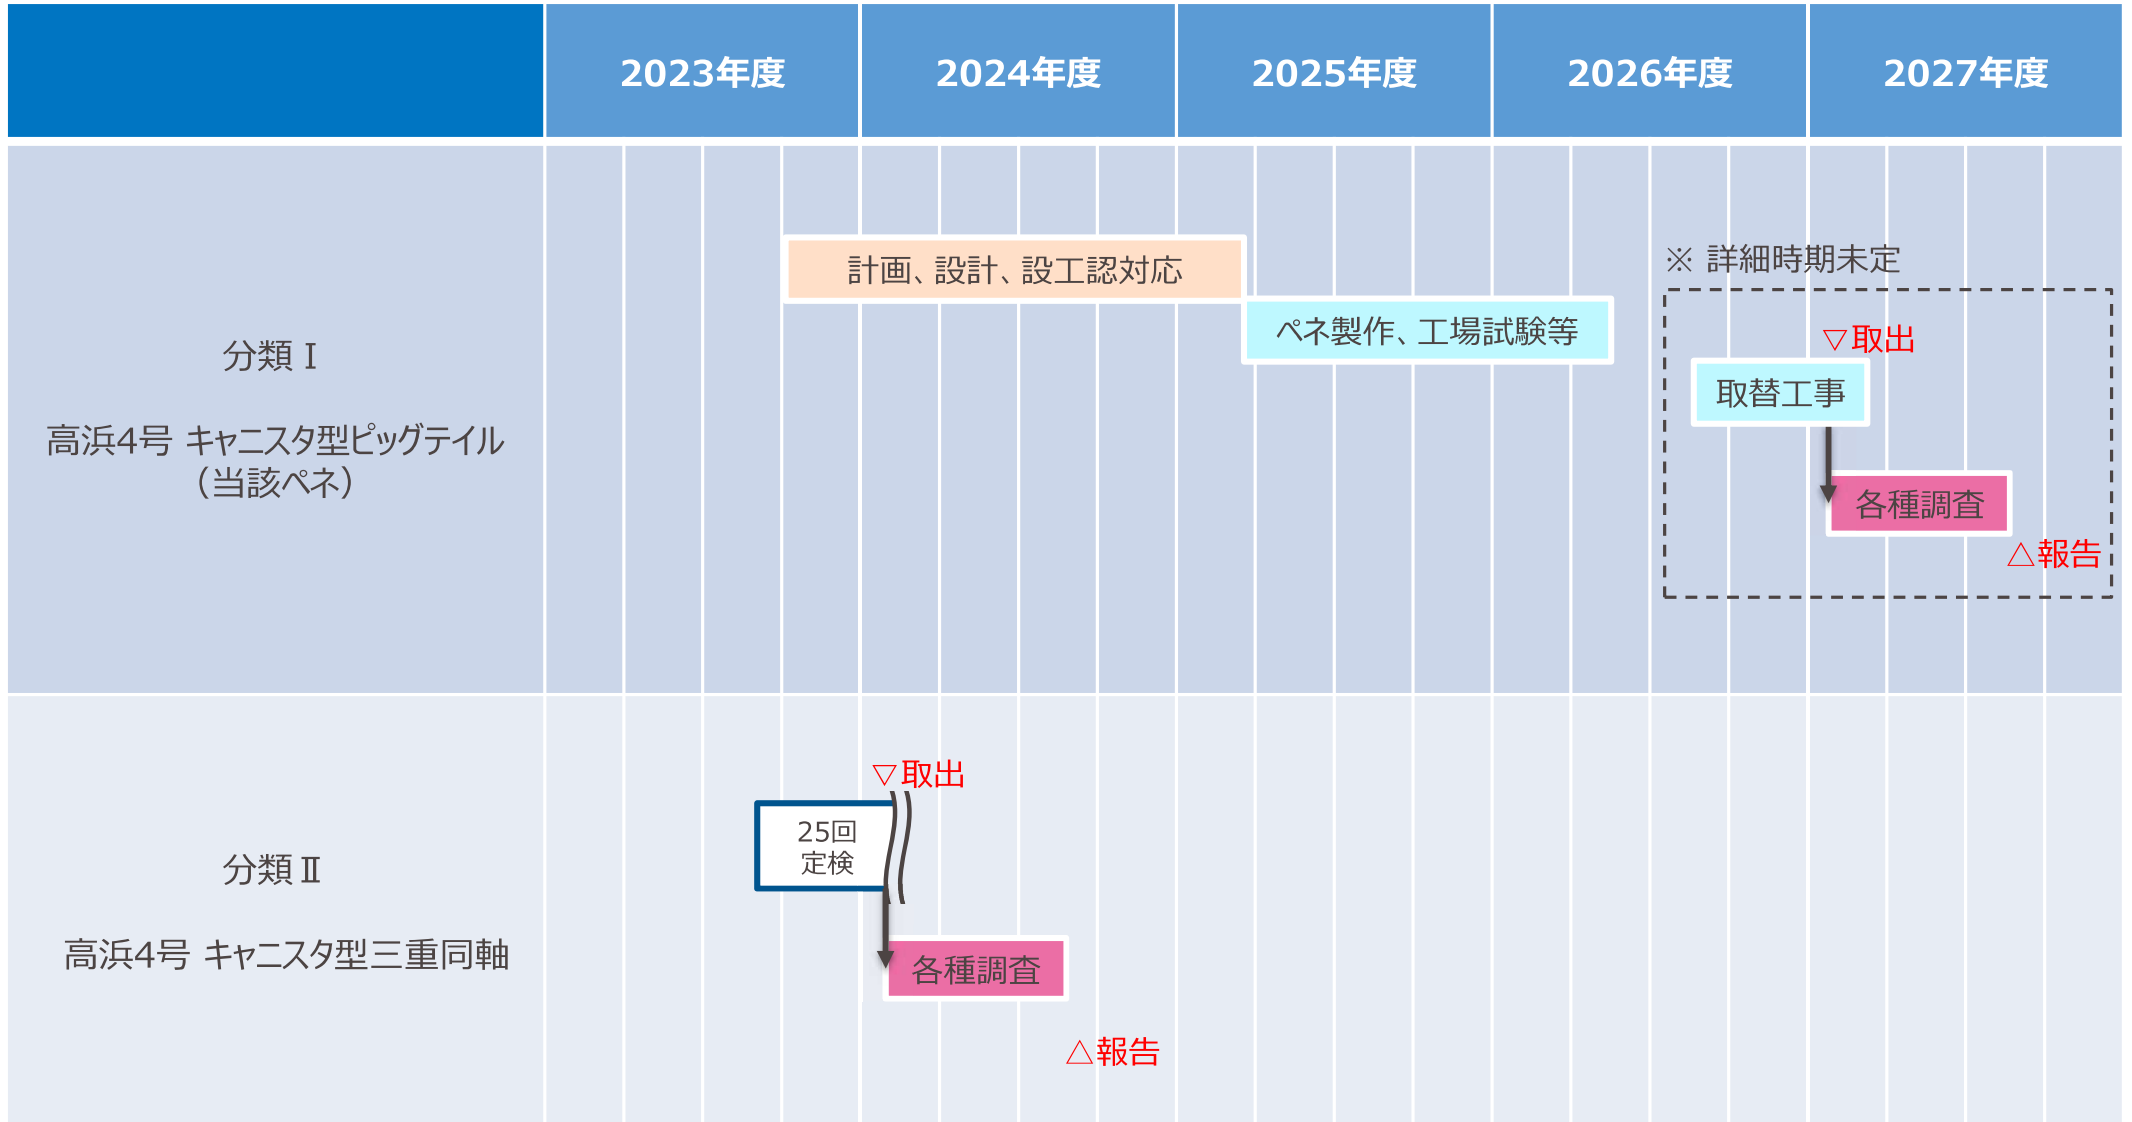 2023年度
2024年度
2025年度
2026年度
2027年度
分類Ⅰ
高浜4号 キャニスタ型ピッグテイル
（当該ペネ）
計画、設計、設工認対応
ペネ製作、工場試験等
※ 詳細時期未定
▽取出
取替工事
各種調査
△報告
分類Ⅱ
高浜4号 キャニスタ型三重同軸
▽取出
25回
定検
各種調査
△報告